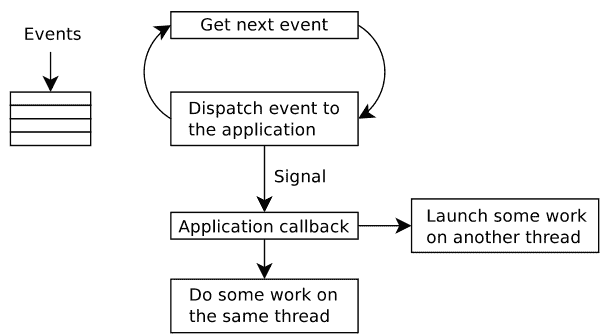 Events
Get next event
Dispatch event to
the application
Signal
Application callback
Launch some work
on another thread
Do some work on
the same thread